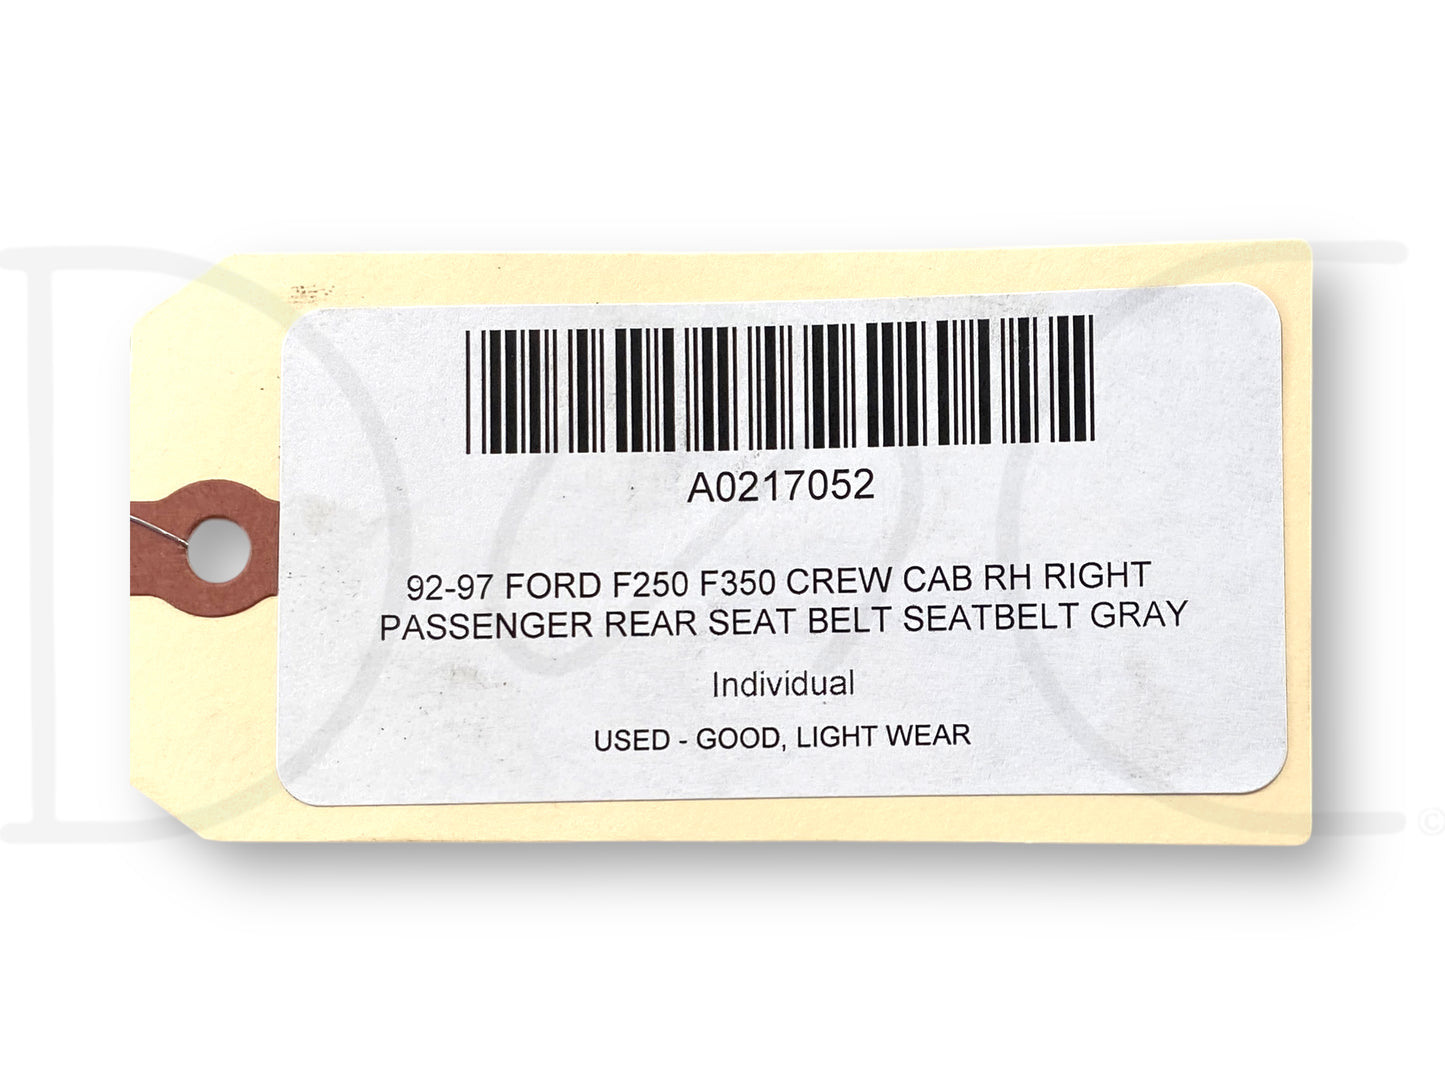 A0217052
92-97 FORD F250 F350 CREW CAB RH RIGHT
PASSENGER REAR SEAT BELT SEATBELT GRAY
Individual
USED - GOOD, LIGHT WEAR